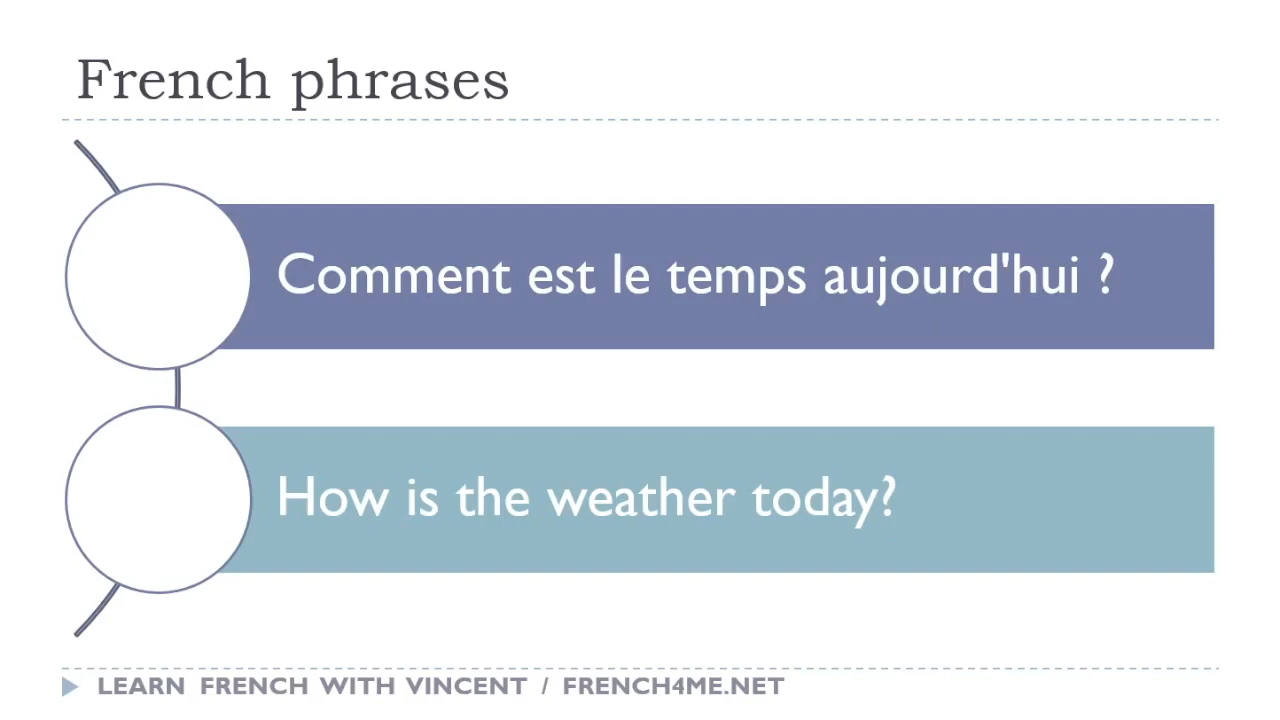 French phrases
Comment est le temps aujourd'hui ?
How is the weather today?
LEARN FRENCH WITH VINCENT / FRENCH4ME.NET